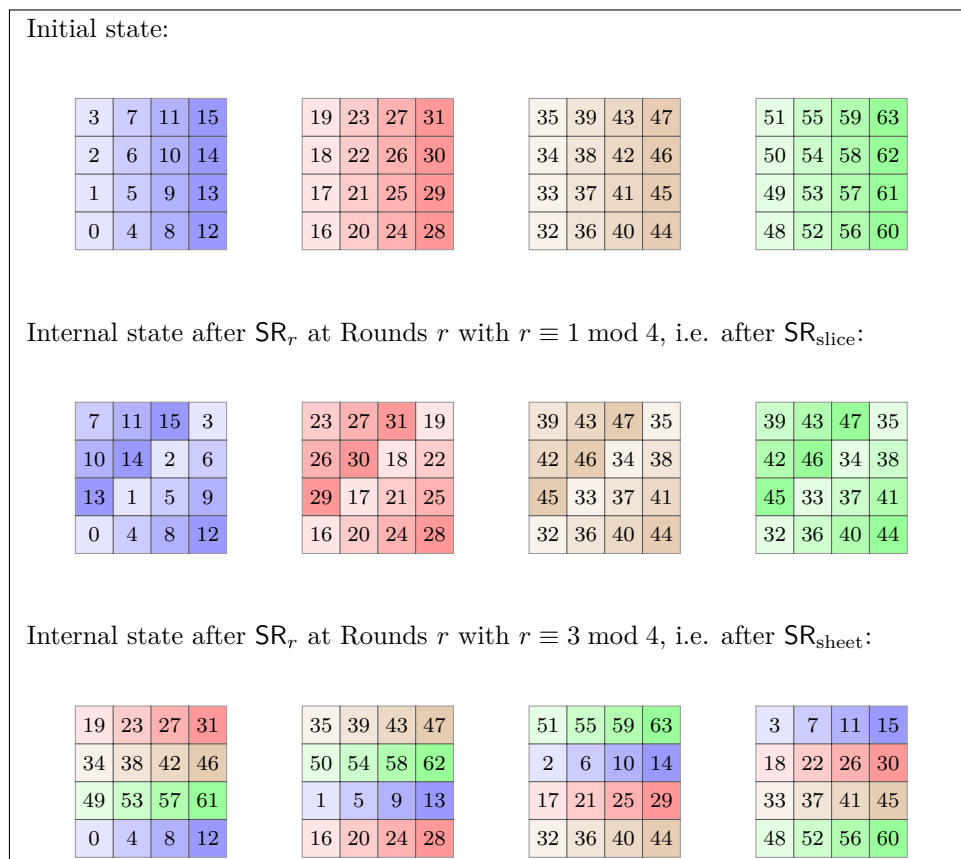 Initial state:
3 7 11 15 19 23 27 31 35 39 43 47 51 55 59 63
2 6 10 14 18 22 26 30 34 38 42 46 50 54 58 62
1 5 9 13 17 21 25 29 33 37 41 45 49 53 57 61
0 4 8 12 16 20 24 28 32 36 40 44 48 52 56 60
Internal state after SR_r at Rounds r with r ≡ 1 mod 4, i.e. after SR_slice:
7 11 15 3 23 27 31 19 39 43 47 35 39 43 47 35
10 14 2 6 26 30 18 22 42 46 34 38 42 46 34 38
13 1 5 9 29 17 21 25 45 33 37 41 45 33 37 41
0 4 8 12 16 20 24 28 32 36 40 44 32 36 40 44
Internal state after SR_r at Rounds r with r ≡ 3 mod 4, i.e. after SR_sheet:
19 23 27 31 35 39 43 47 51 55 59 63 3 7 11 15
34 38 42 46 50 54 58 62 2 6 10 14 18 22 26 30
49 53 57 61 1 5 9 13 17 21 25 29 33 37 41 45
0 4 8 12 16 20 24 28 32 36 40 44 48 52 56 60